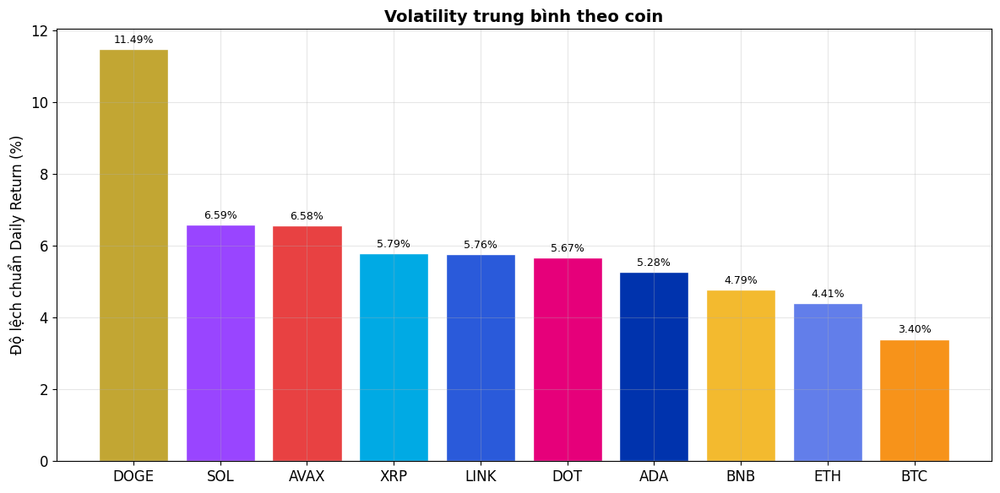 Volatility trung bình theo coin
Độ lệch chuẩn Daily Return (%)
12
10
8
6
4
2
0
11.49%
6.59%
6.58%
5.79%
5.76%
5.67%
5.28%
4.79%
4.41%
3.40%
DOGE
SOL
AVAX
XRP
LINK
DOT
ADA
BNB
ETH
BTC